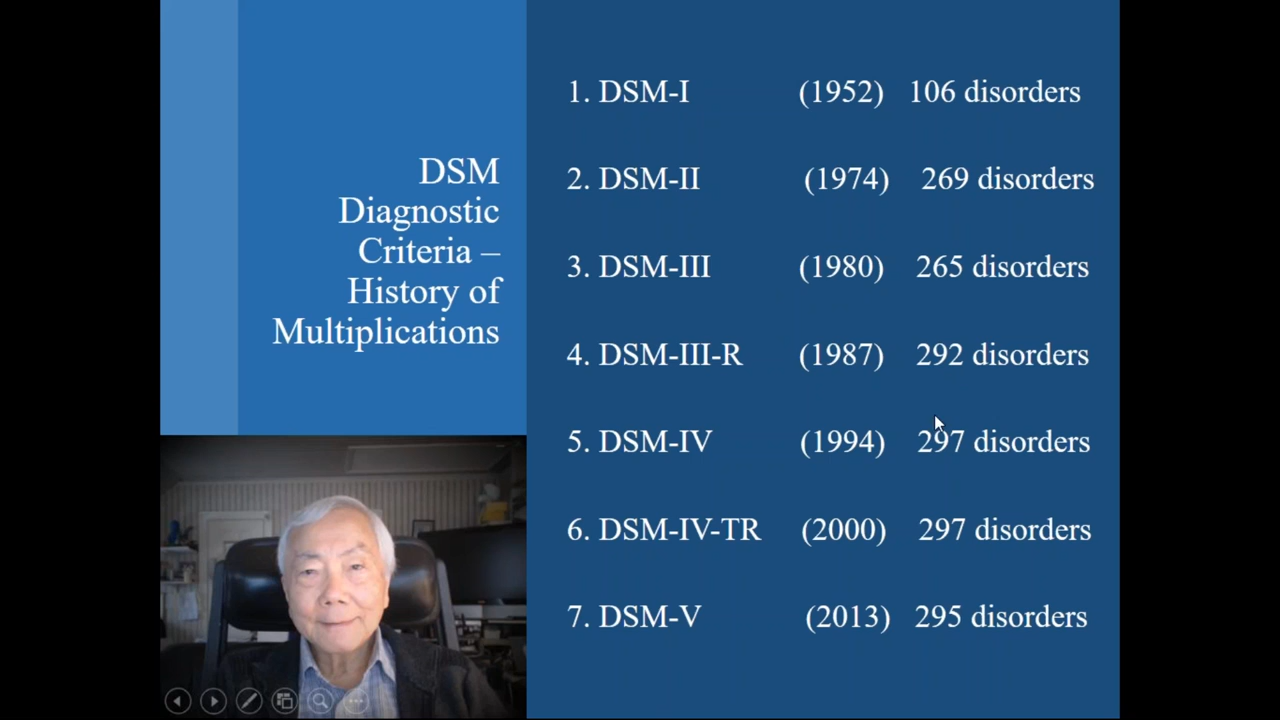 DSM
Diagnostic
Criteria –
History of
Multiplications
1. DSM-I (1952) 106 disorders
2. DSM-II (1974) 269 disorders
3. DSM-III (1980) 265 disorders
4. DSM-III-R (1987) 292 disorders
5. DSM-IV (1994) 297 disorders
6. DSM-IV-TR (2000) 297 disorders
7. DSM-V (2013) 295 disorders